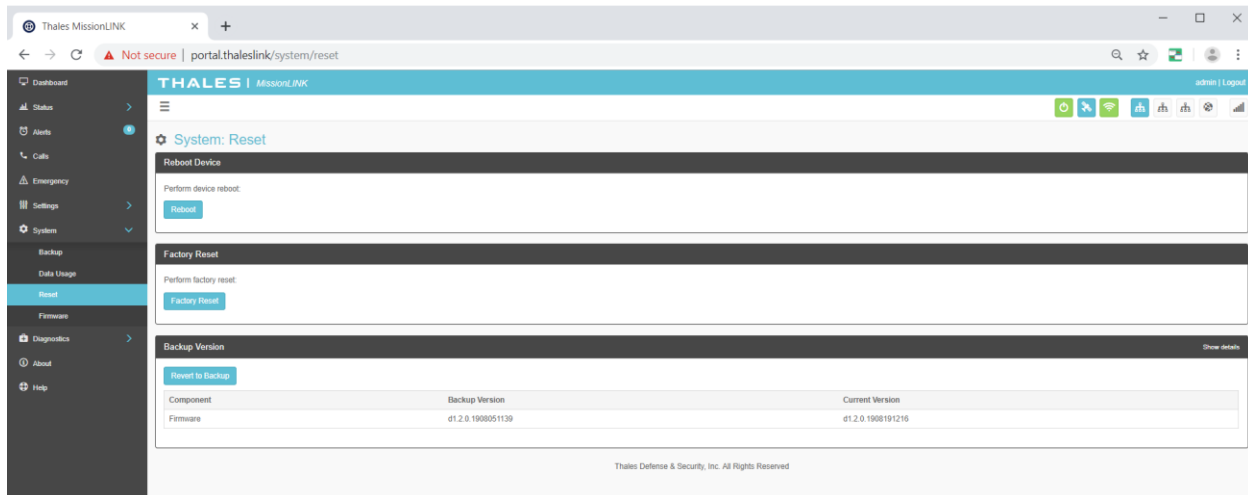 Thales MissionLINK
Not secure | portal.thaleslink/system/reset
Dashboard
Status
Alerts 0
Calls
Emergency
Settings
System
Backup
Data Usage
Reset
Firmware
Diagnostics
About
Help
THALES | MissionLINK
admin | Logout
System: Reset
Reboot Device
Perform device reboot:
Reboot
Factory Reset
Perform factory reset:
Factory Reset
Backup Version Show details
Revert to Backup
Component Backup Version Current Version
Firmware d1.2.0.1908051139 d1.2.0.1908191216
Thales Defense & Security, Inc. All Rights Reserved